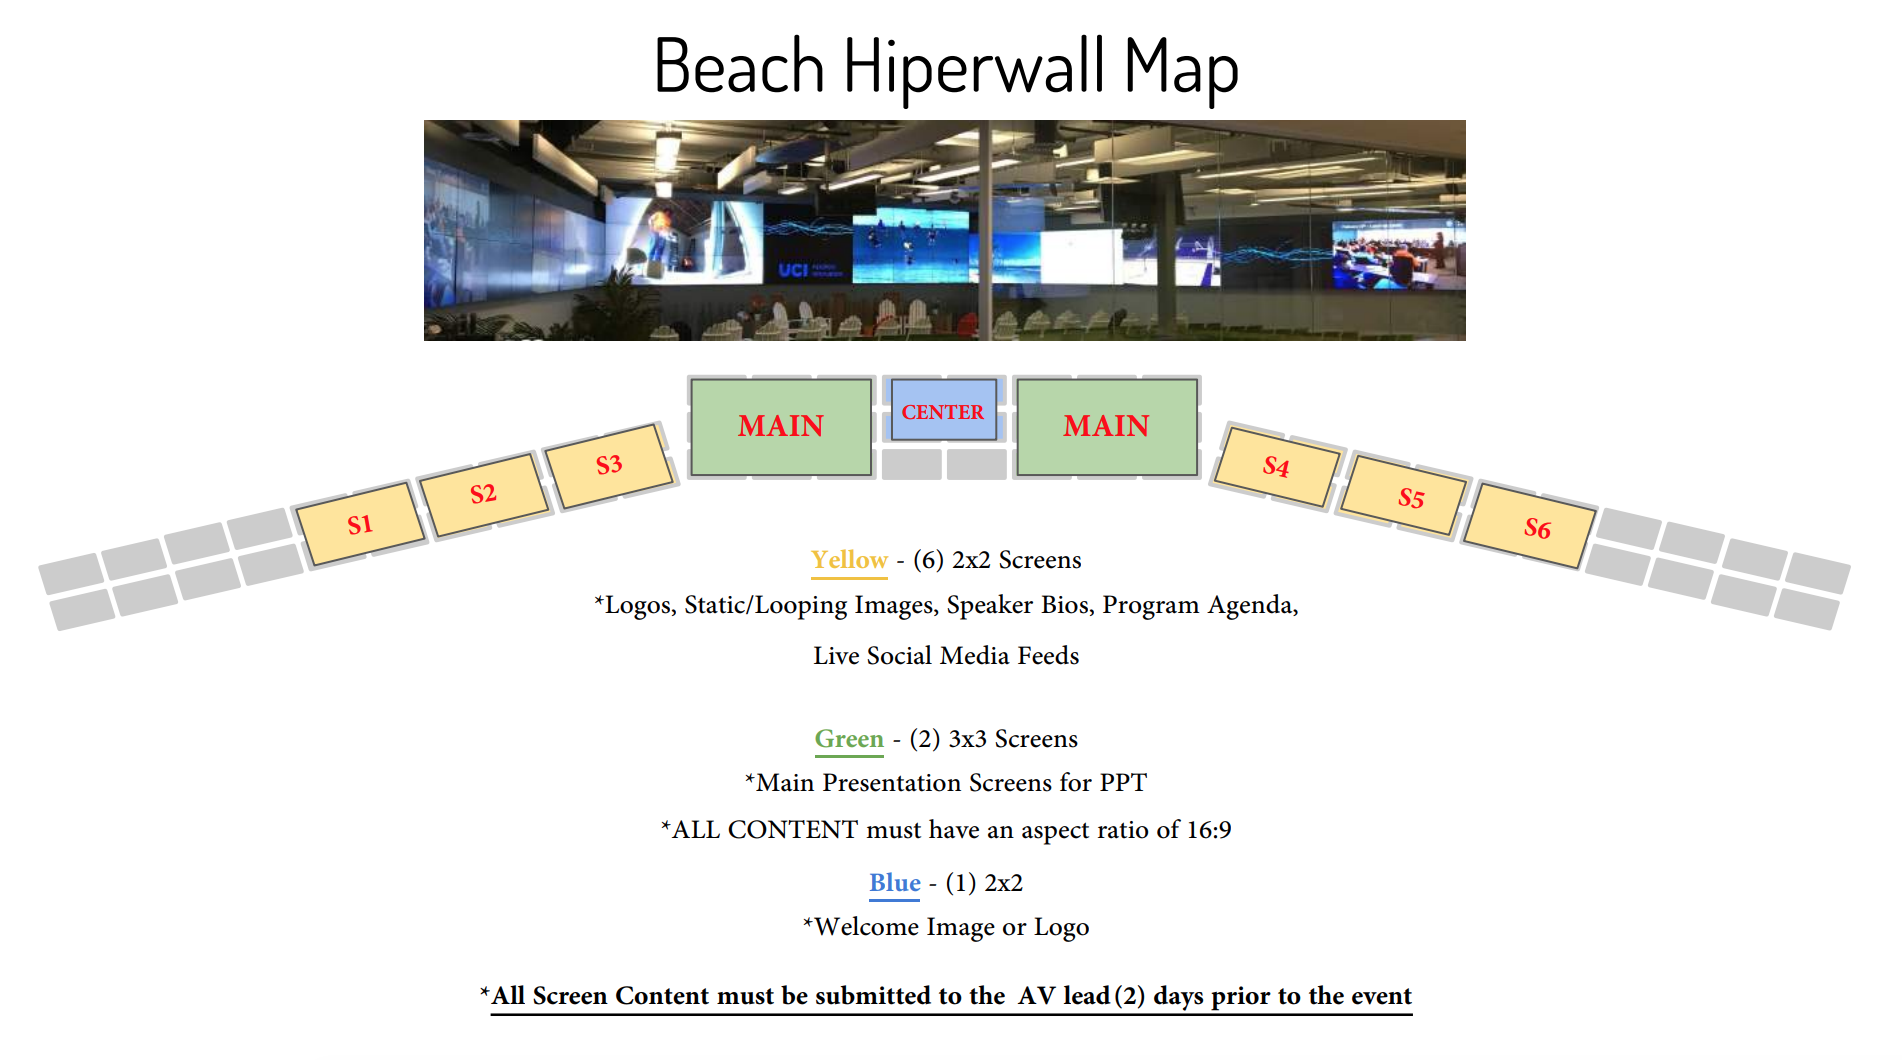 Beach Hiperwall Map
UCI
MAIN
CENTER
MAIN
S1
S2
S3
S4
S5
S6
Yellow - (6) 2x2 Screens
*Logos, Static/Looping Images, Speaker Bios, Program Agenda,
Live Social Media Feeds
Green - (2) 3x3 Screens
*Main Presentation Screens for PPT
*ALL CONTENT must have an aspect ratio of 16:9
Blue - (1) 2x2
*Welcome Image or Logo
*All Screen Content must be submitted to the AV lead (2) days prior to the event